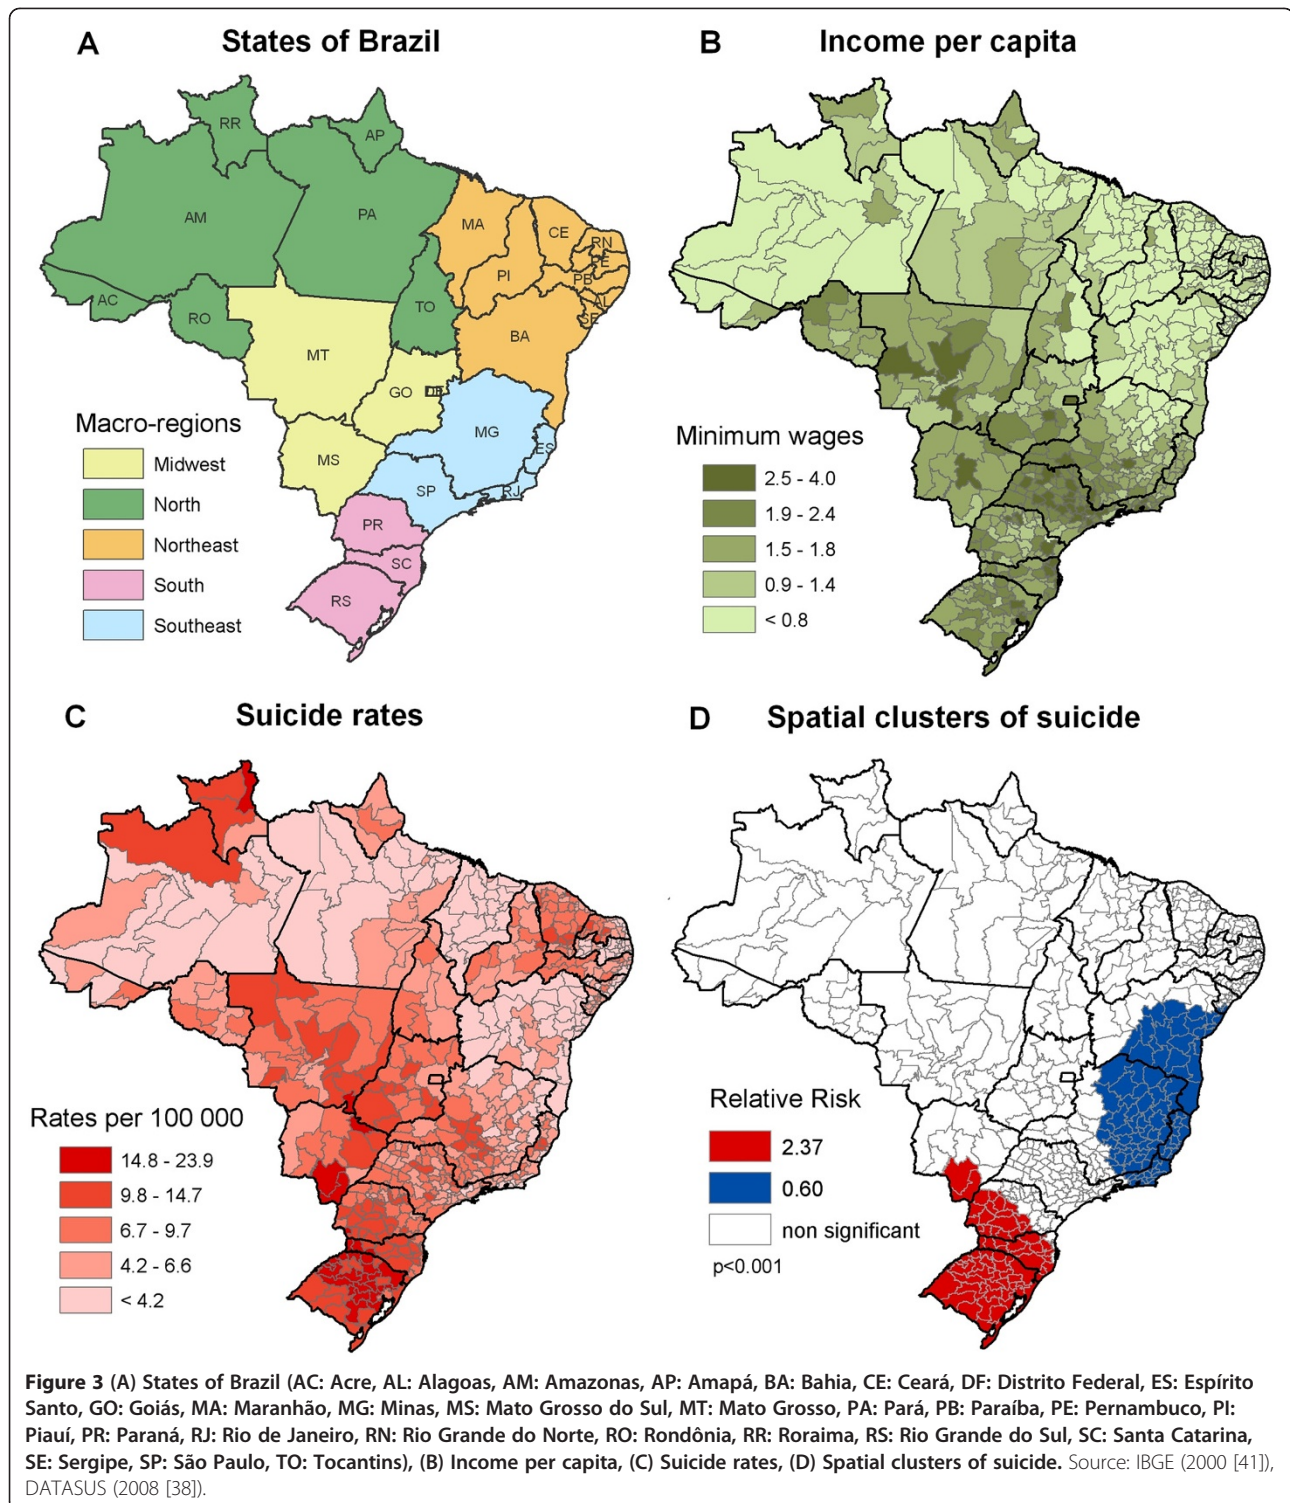 A States of Brazil
RR
AP
AM
PA
MA
CE
RN
PE
PI
PB
AL
SE
AC
RO
TO
BA
MT
GO
DF
MG
ES
MS
SP
RJ
PR
SC
RS
Macro-regions
Midwest
North
Northeast
South
Southeast
B Income per capita
Minimum wages
2.5 - 4.0
1.9 - 2.4
1.5 - 1.8
0.9 - 1.4
< 0.8
C Suicide rates
Rates per 100 000
14.8 - 23.9
9.8 - 14.7
6.7 - 9.7
4.2 - 6.6
< 4.2
D Spatial clusters of suicide
Relative Risk
2.37
0.60
non significant
p<0.001
Figure 3 (A) States of Brazil (AC: Acre, AL: Alagoas, AM: Amazonas, AP: Amapá, BA: Bahia, CE: Ceará, DF: Distrito Federal, ES: Espírito
Santo, GO: Goiás, MA: Maranhão, MG: Minas, MS: Mato Grosso do Sul, MT: Mato Grosso, PA: Pará, PB: Paraíba, PE: Pernambuco, PI:
Piauí, PR: Paraná, RJ: Rio de Janeiro, RN: Rio Grande do Norte, RO: Rondônia, RR: Roraima, RS: Rio Grande do Sul, SC: Santa Catarina,
SE: Sergipe, SP: São Paulo, TO: Tocantins), (B) Income per capita, (C) Suicide rates, (D) Spatial clusters of suicide. Source: IBGE (2000 [41]),
DATASUS (2008 [38]).